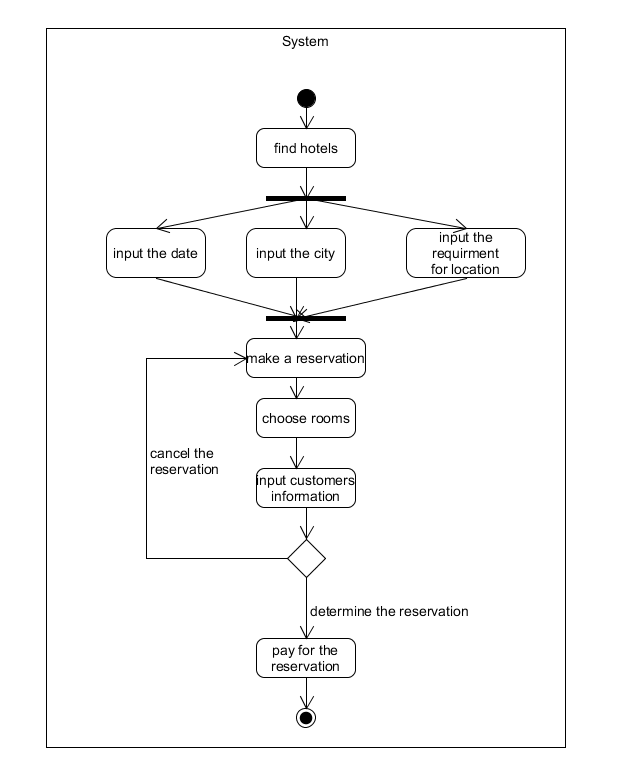 System
find hotels
input the date
input the city
input the
requirment
for location
make a reservation
choose rooms
cancel the
reservation
input customers
information
determine the reservation
pay for the
reservation